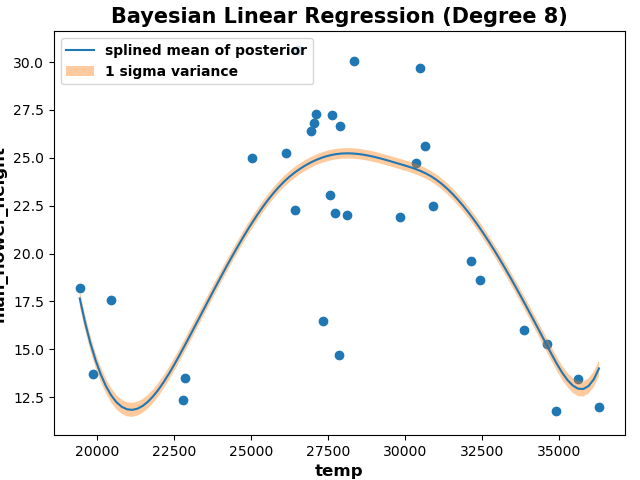 Bayesian Linear Regression (Degree 8)
splined mean of posterior
1 sigma variance
30.0
27.5
25.0
22.5
20.0
17.5
15.0
12.5
20000 22500 25000 27500 30000 32500 35000
temp